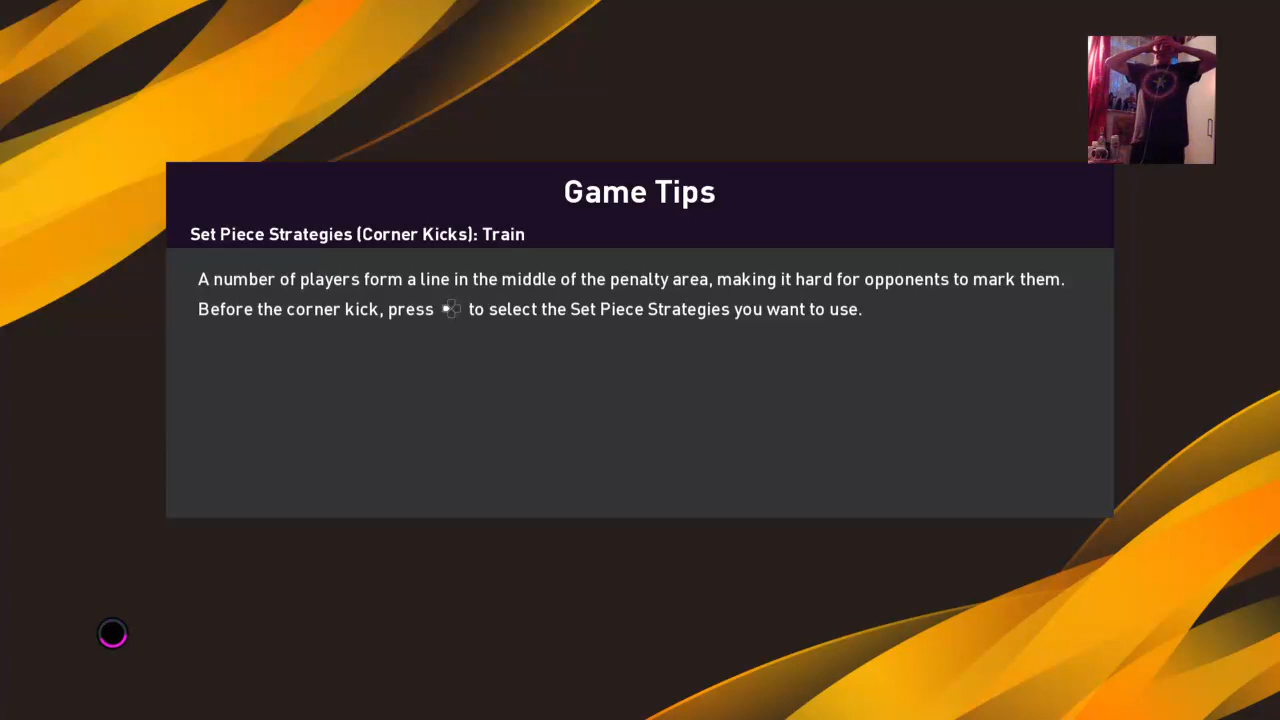 Game Tips
Set Piece Strategies (Corner Kicks): Train
A number of players form a line in the middle of the penalty area, making it hard for opponents to mark them.
Before the corner kick, press to select the Set Piece Strategies you want to use.